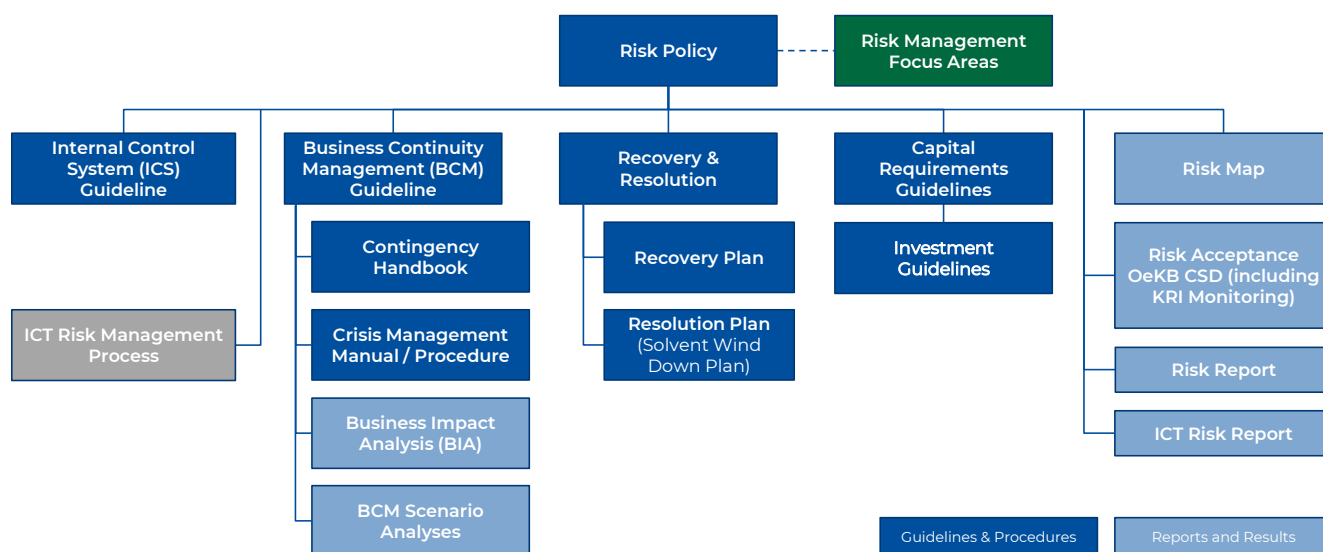 Risk Policy
Risk Management
Focus Areas
Internal Control
System (ICS)
Guideline
Business Continuity
Management (BCM)
Guideline
Recovery &
Resolution
Capital
Requirements
Guidelines
Risk Map
Contingency
Handbook
Recovery Plan
Investment
Guidelines
Risk Acceptance
OeKB CSD (including
KRI Monitoring)
ICT Risk Management
Process
Crisis Management
Manual / Procedure
Resolution Plan
(Solvent Wind
Down Plan)
Risk Report
Business Impact
Analysis (BIA)
ICT Risk Report
BCM Scenario
Analyses
Guidelines & Procedures
Reports and Results